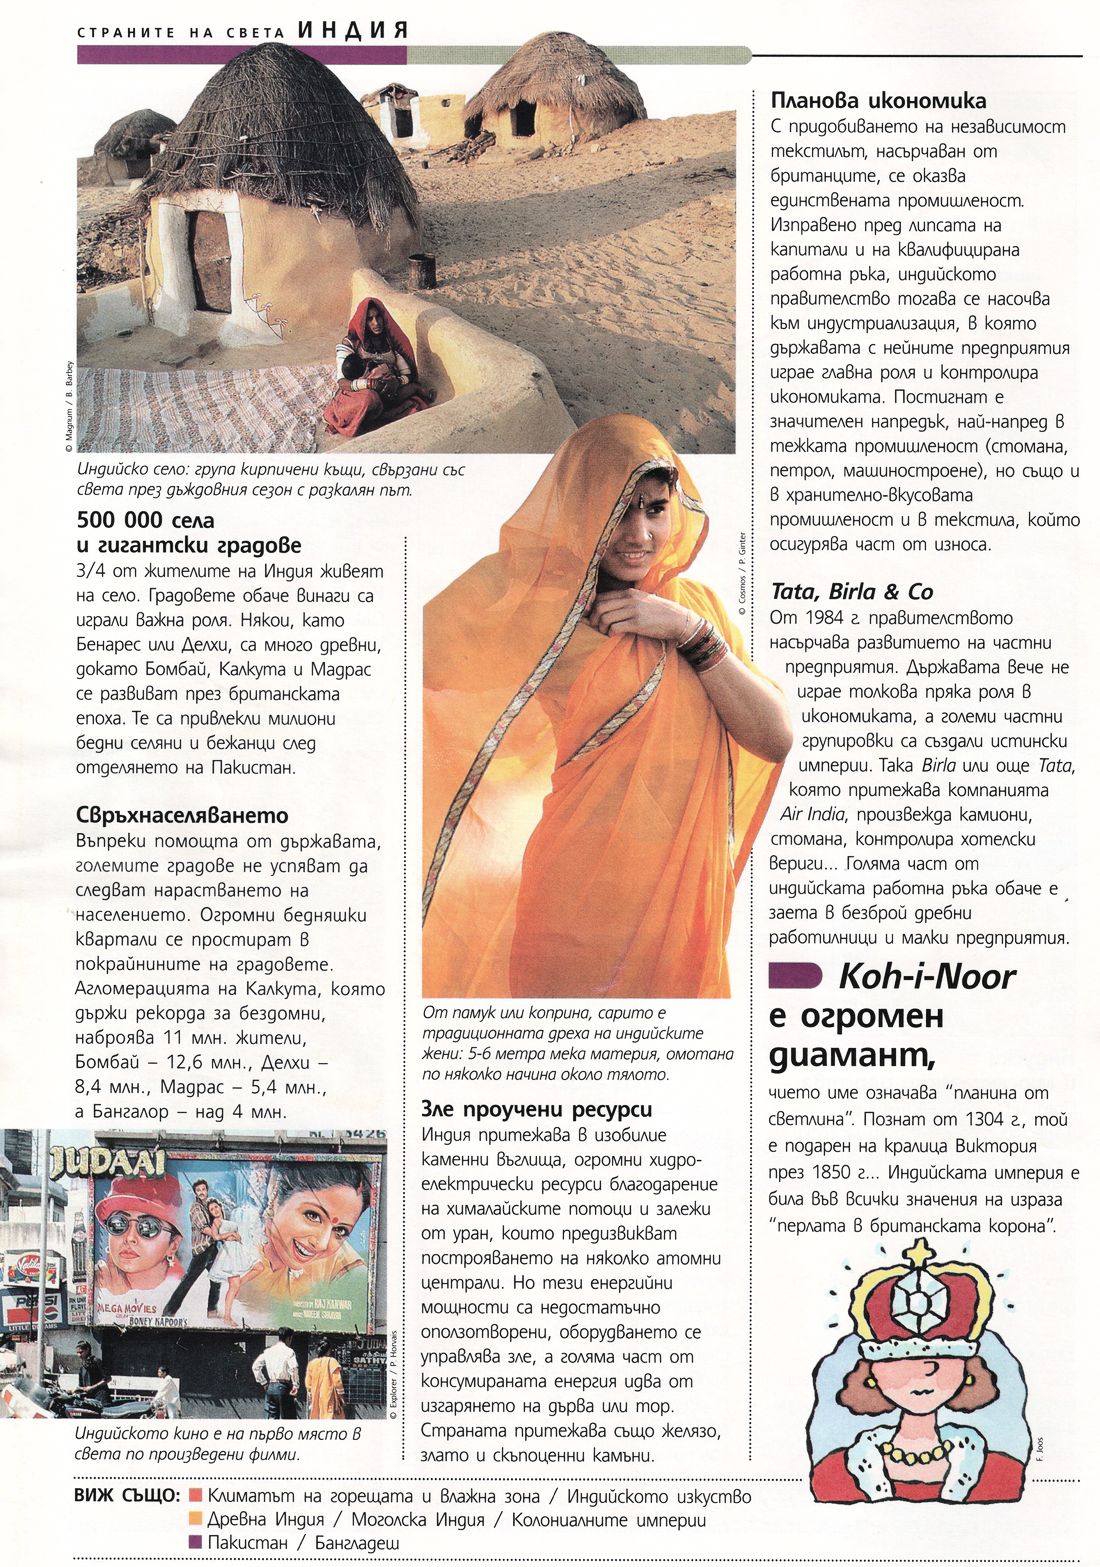 СТРАНИТЕ НА СВЕТА ИНДИЯ
© Magnum / B. Barbey
Индийско село: група кирпичени къщи, свързани със
света през дъждовния сезон с разкалян път.
500 000 села
и гигантски градове
3/4 от жителите на Индия живеят
на село. Градовете обаче винаги са
играли важна роля. Някои, като
Бенарес или Делхи, са много древни,
докато Бомбай, Калкута и Мадрас
се развиват през британската
епоха. Те са привлекли милиони
бедни селяни и бежанци след
отделянето на Пакистан.
Свръхнаселяването
Въпреки помощта от държавата,
големите градове не успяват да
следват нарастването на
населението. Огромни бедняшки
квартали се простират в
покрайнините на градовете.
Агломерацията на Калкута, която
държи рекорда за бездомни,
наброява 11 млн. жители,
Бомбай – 12,6 млн., Делхи –
8,4 млн., Мадрас – 5,4 млн.,
а Бангалор – над 4 млн.
JUDAAI
MEGA MOVIES
BONEY KAPOOR'S
RAJ KANWAR
PEPSI
© Explorer / P. Horvais
Индийското кино е на първо място в
света по произведени филми.
© Cosmos / P. Ginter
От памук или коприна, сарито е
традиционната дреха на индийските
жени: 5-6 метра мека материя, омотана
по няколко начина около тялото.
Зле проучени ресурси
Индия притежава в изобилие
каменни въглища, огромни хидро-
електрически ресурси благодарение
на хималайските потоци и залежи
от уран, които предизвикват
построяването на няколко атомни
централи. Но тези енергийни
мощности са недостатъчно
оползотворени, оборудването се
управлява зле, а голяма част от
консумираната енергия идва от
изгарянето на дърва или тор.
Страната притежава също желязо,
злато и скъпоценни камъни.
Планова икономика
С придобиването на независимост
текстилът, насърчаван от
британците, се оказва
единствената промишленост.
Изправено пред липсата на
капитали и на квалифицирана
работна ръка, индийското
правителство тогава се насочва
към индустриализация, в която
държавата с нейните предприятия
играе главна роля и контролира
икономиката. Постигнат е
значителен напредък, най-напред в
тежката промишленост (стомана,
петрол, машиностроене), но също и
в хранително-вкусовата
промишленост и в текстила, който
осигурява част от износа.
Tata, Birla & Co
От 1984 г. правителството
насърчава развитието на частни
предприятия. Държавата вече не
играе толкова пряка роля в
икономиката, а големи частни
групировки са създали истински
империи. Така Birla или още Tata,
която притежава компанията
Air India, произвежда камиони,
стомана, контролира хотелски
вериги... Голяма част от
индийската работна ръка обаче е
заета в безброй дребни
работилници и малки предприятия.
Koh-i-Noor
е огромен
диамант,
чието име означава “планина от
светлина”. Познат от 1304 г., той
е подарен на кралица Виктория
през 1850 г... Индийската империя е
била във всички значения на израза
“перлата в британската корона”.
F. Joos
ВИЖ СЪЩО: Климатът на горещата и влажна зона / Индийското изкуство
Древна Индия / Моголска Индия / Колониалните империи
Пакистан / Бангладеш